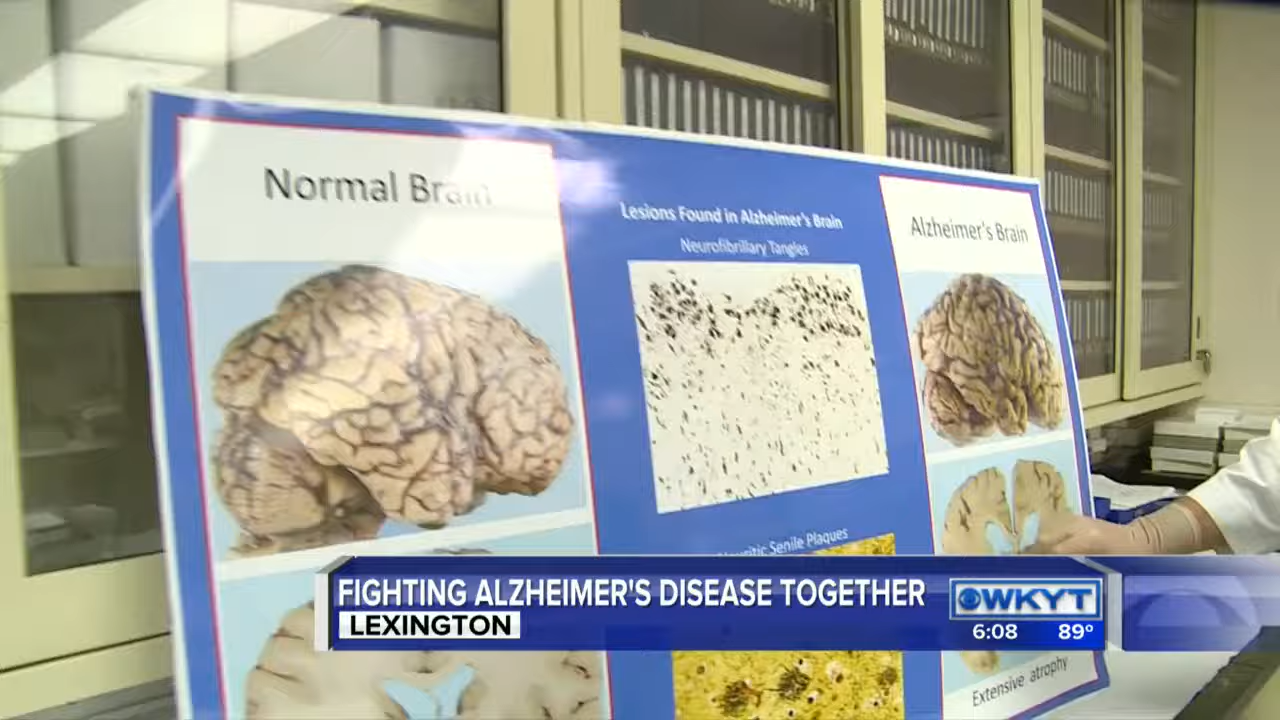 Normal Brain
Lesions Found in Alzheimer's Brain
Neurofibrillary Tangles
Alzheimer's Brain
Senile Plaques
Extensive atrophy
FIGHTING ALZHEIMER'S DISEASE TOGETHER
LEXINGTON
WKYT
6:08 89°